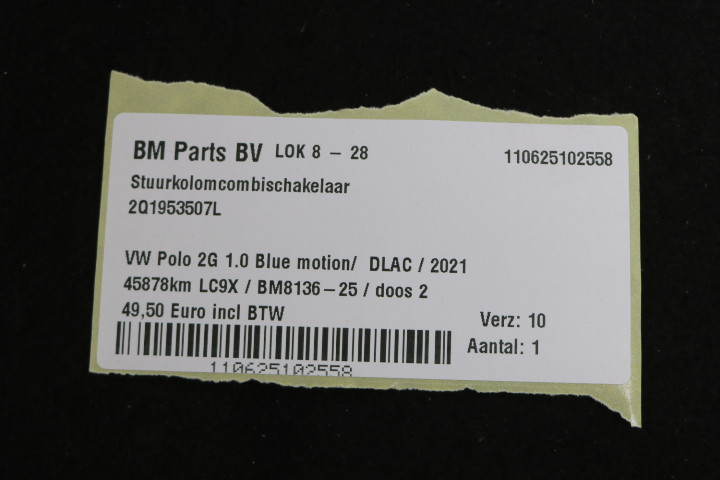 BM Parts BV LOK 8 - 28 110625102558
Stuurkolomcombischakelaar
2Q1953507L
VW Polo 2G 1.0 Blue motion/ DLAC / 2021
45878km LC9X / BM8136-25 / doos 2
49,50 Euro incl BTW Verz: 10
Aantal: 1
110625102558